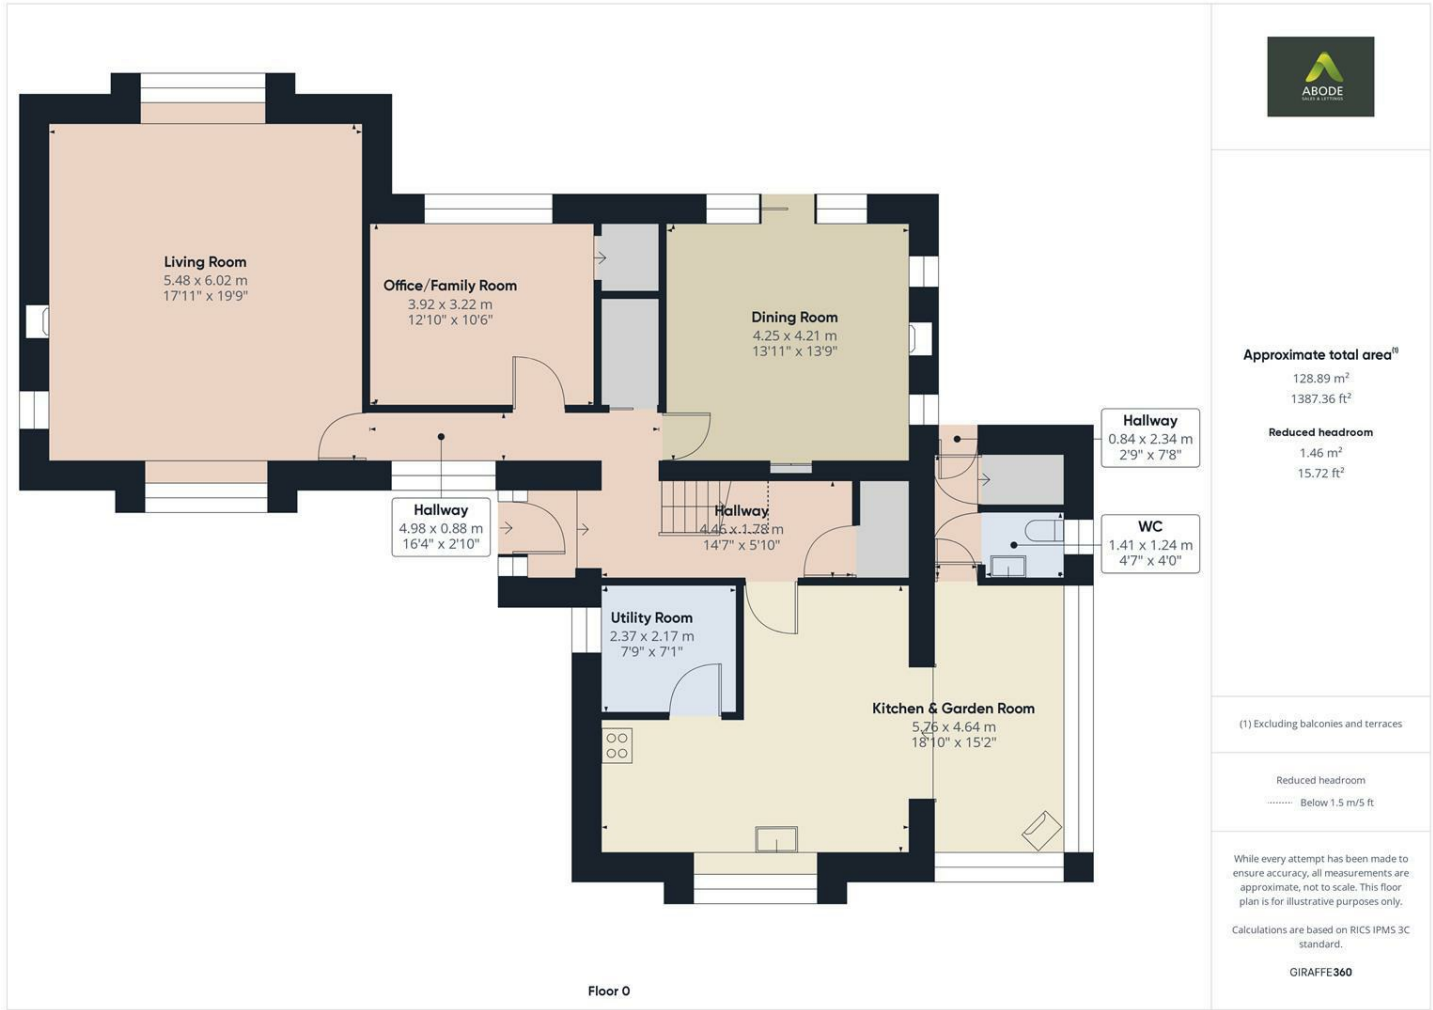 Living Room
5.48 x 6.02 m
17'11" x 19'9"
Office/Family Room
3.92 x 3.22 m
12'10" x 10'6"
Dining Room
4.25 x 4.21 m
13'11" x 13'9"
Hallway
0.84 x 2.34 m
2'9" x 7'8"
Hallway
4.98 x 0.88 m
16'4" x 2'10"
Hallway
4.46 x 1.78 m
14'7" x 5'10"
WC
1.41 x 1.24 m
4'7" x 4'0"
Utility Room
2.37 x 2.17 m
7'9" x 7'1"
Kitchen & Garden Room
5.76 x 4.64 m
18'10" x 15'2"
Floor 0
ABODE
SALES & LETTINGS
Approximate total area(1)
128.89 m²
1387.36 ft²
Reduced headroom
1.46 m²
15.72 ft²
(1) Excluding balconies and terraces
Reduced headroom
Below 1.5 m/5 ft
While every attempt has been made to
ensure accuracy, all measurements are
approximate, not to scale. This floor
plan is for illustrative purposes only.
Calculations are based on RICS IPMS 3C
standard.
GIRAFFE360